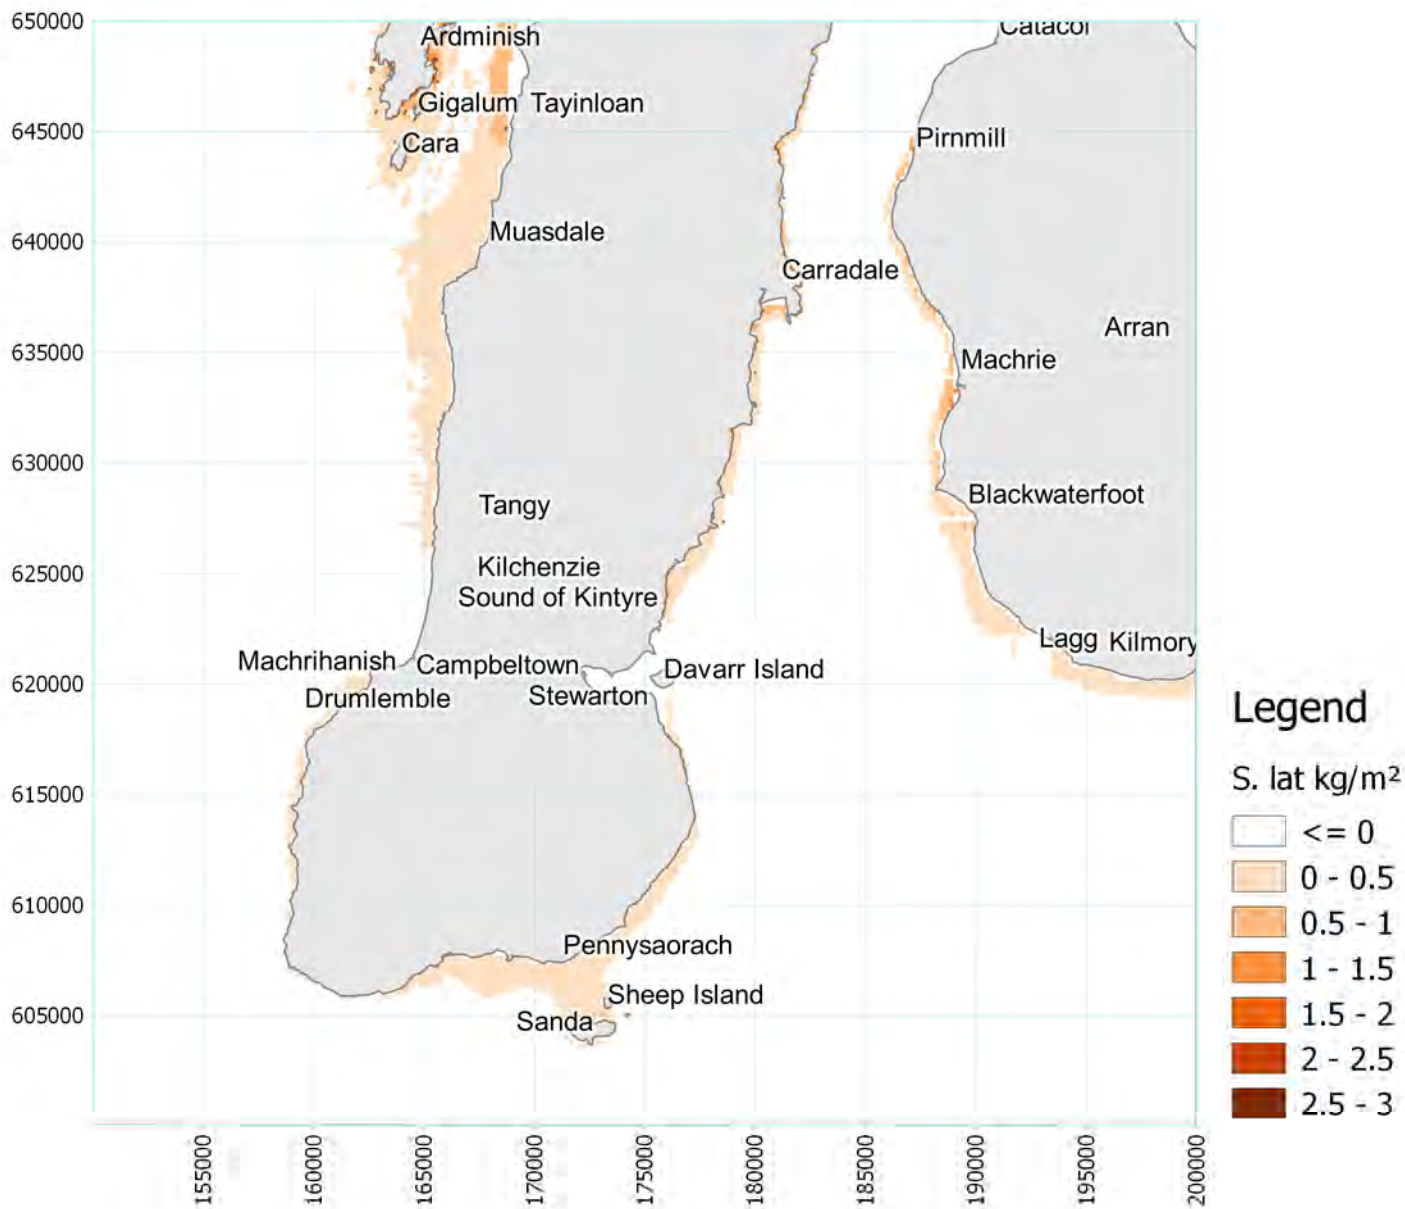 650000
Catacol
Ardminish
Gigalum Tayinloan
645000
Pirnmill
Cara
640000
Muasdale
Carradale
Arran
635000
Machrie
630000
Blackwaterfoot
Tangy
625000
Kilchenzie
Sound of Kintyre
Lagg Kilmory
Machrihanish Campbeltown Davarr Island
620000
Drumlemble Stewarton
615000
610000
Pennysaorach
Sheep Island
605000
Sanda
155000
160000
165000
170000
175000
180000
185000
190000
195000
200000
Legend
S. lat kg/m²
<= 0
0 - 0.5
0.5 - 1
1 - 1.5
1.5 - 2
2 - 2.5
2.5 - 3